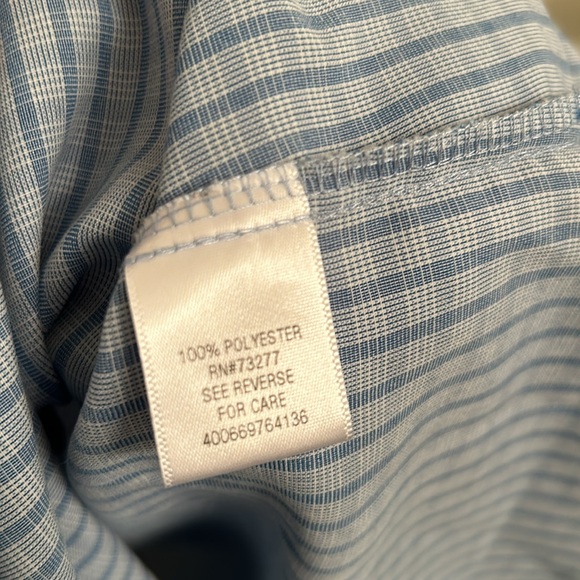 100% POLYESTER
RN#73277
SEE REVERSE
FOR CARE
400669764136